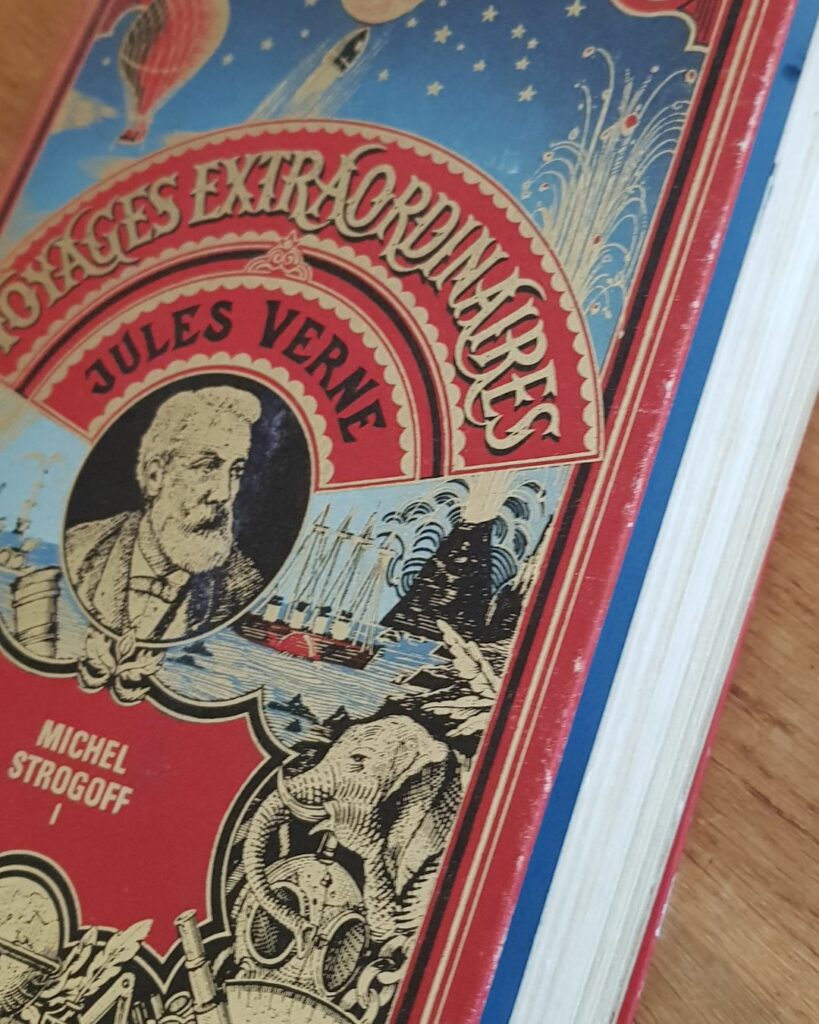 VOYAGES EXTRAORDINAIRES
JULES VERNE
MICHEL
STROGOFF
I